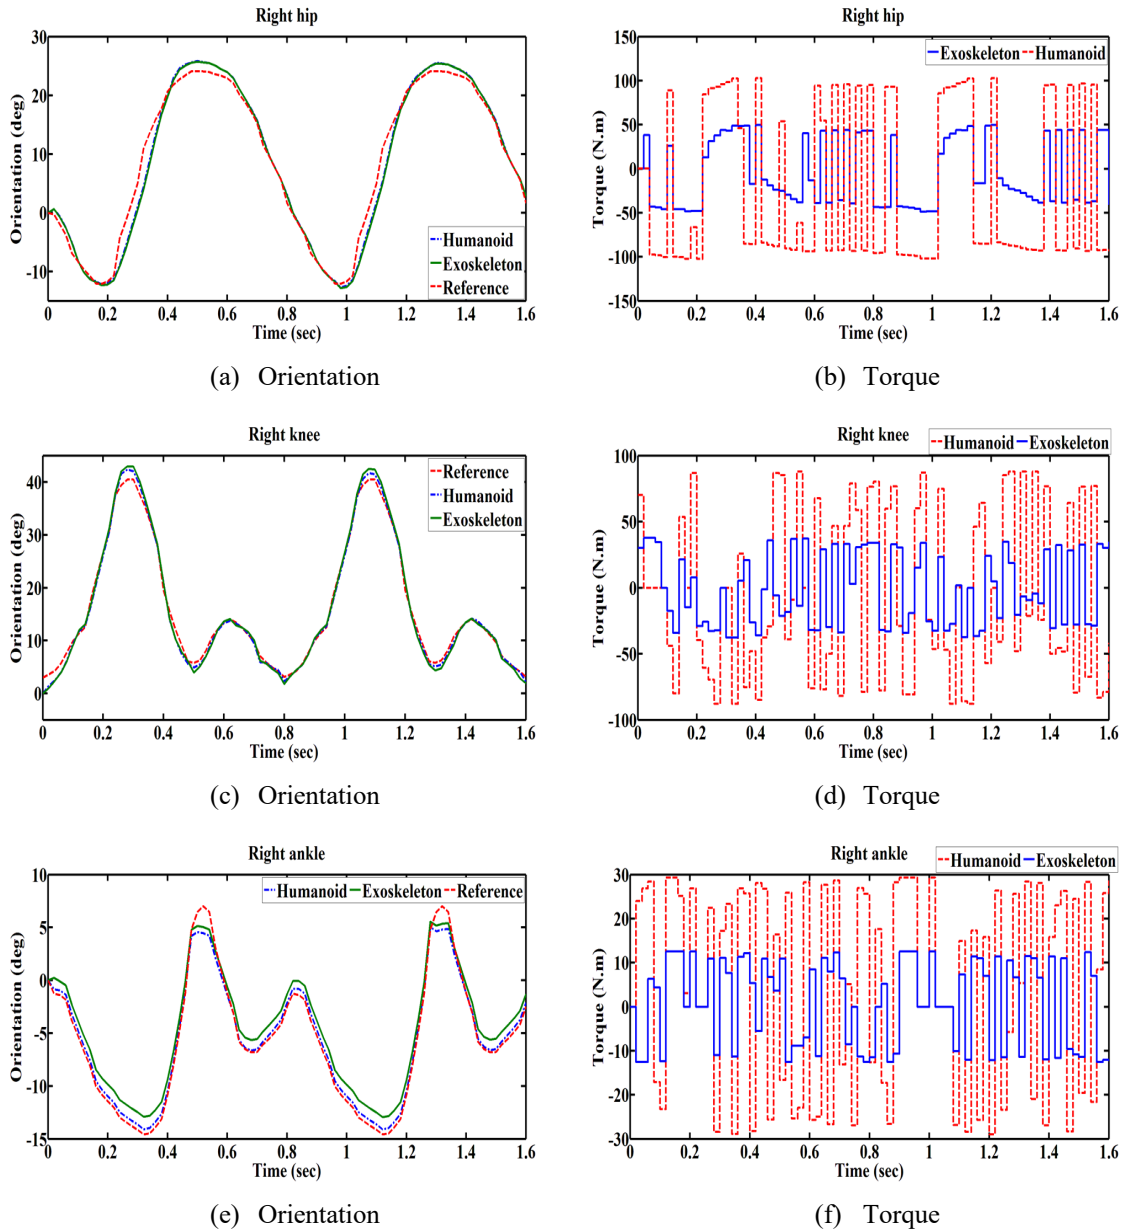 Right hip
Orientation (deg)
30
20
10
0
-10
Humanoid
Exoskeleton
Reference
0 0.2 0.4 0.6 0.8 1 1.2 1.4 1.6
Time (sec)
(a) Orientation
Right hip
Torque (N.m)
150
100
50
0
-50
-100
-150
Exoskeleton Humanoid
0 0.2 0.4 0.6 0.8 1 1.2 1.4 1.6
Time (sec)
(b) Torque
Right knee
Orientation (deg)
40
30
20
10
0
Reference
Humanoid
Exoskeleton
0 0.2 0.4 0.6 0.8 1 1.2 1.4 1.6
Time (sec)
(c) Orientation
Right knee
Torque (N.m)
100
50
0
-50
-100
Humanoid Exoskeleton
0 0.2 0.4 0.6 0.8 1 1.2 1.4 1.6
Time (sec)
(d) Torque
Right ankle
Orientation (deg)
10
5
0
-5
-10
-15
Humanoid Exoskeleton Reference
0 0.2 0.4 0.6 0.8 1 1.2 1.4 1.6
Time (sec)
(e) Orientation
Right ankle
Torque (N.m)
30
20
10
0
-10
-20
-30
Humanoid Exoskeleton
0 0.2 0.4 0.6 0.8 1 1.2 1.4 1.6
Time (sec)
(f) Torque